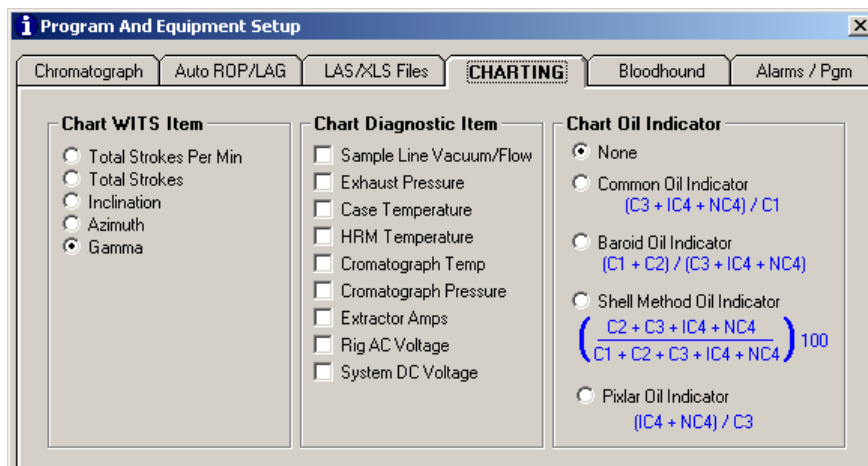 Program And Equipment Setup
Chromatograph
Auto ROP/LAG
LAS/XLS Files
CHARTING
Bloodhound
Alarms / Pgm
Chart WITS Item
Total Strokes Per Min
Total Strokes
Inclination
Azimuth
Gamma
Chart Diagnostic Item
Sample Line Vacuum/Flow
Exhaust Pressure
Case Temperature
HRM Temperature
Cromatograph Temp
Cromatograph Pressure
Extractor Amps
Rig AC Voltage
System DC Voltage
Chart Oil Indicator
None
Common Oil Indicator
(C3 + IC4 + NC4) / C1
Baroid Oil Indicator
(C1 + C2) / (C3 + IC4 + NC4)
Shell Method Oil Indicator
( C2 + C3 + IC4 + NC4
C1 + C2 + C3 + IC4 + NC4 ) 100
Pixlar Oil Indicator
(IC4 + NC4) / C3